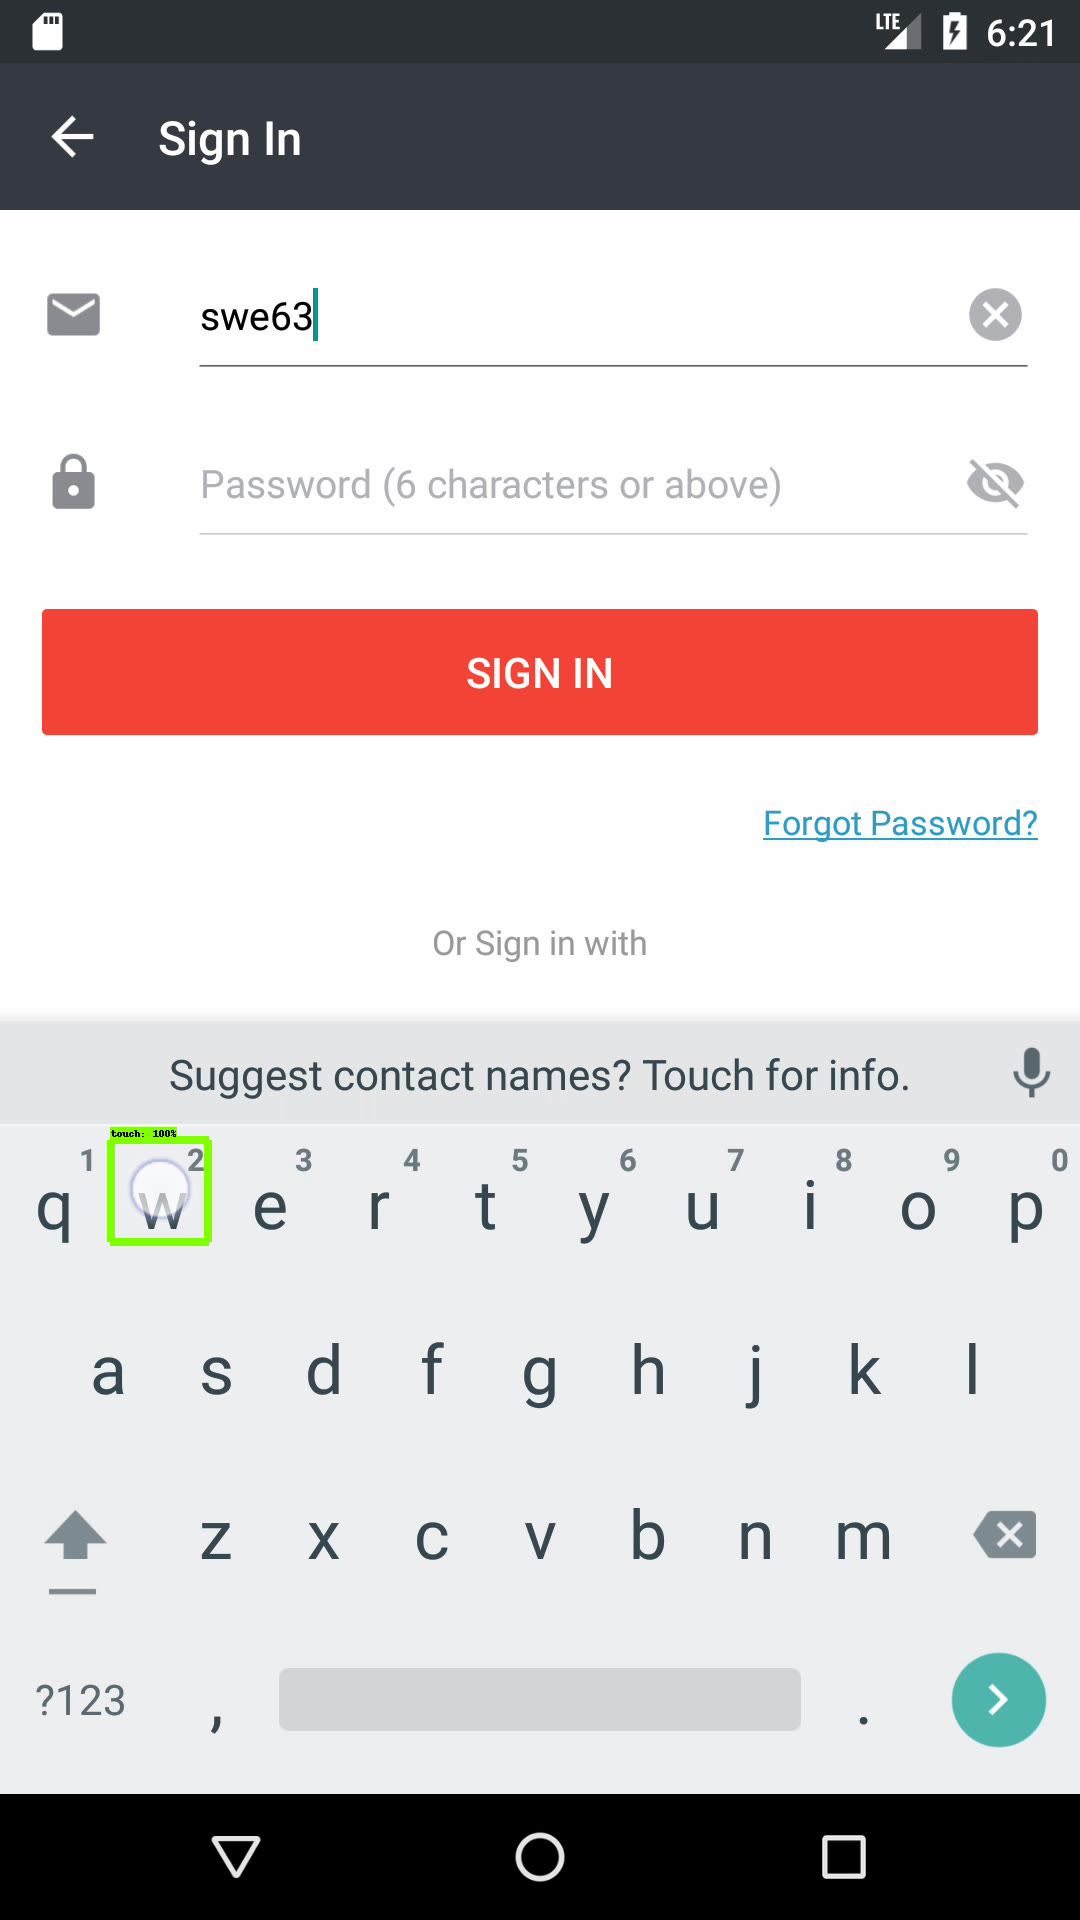 LTE 6:21
Sign In
swe63
Password (6 characters or above)
SIGN IN
Forgot Password?
Or Sign in with
Suggest contact names? Touch for info.
touch: 100%
1 2 3 4 5 6 7 8 9 0
q w e r t y u i o p
a s d f g h j k l
z x c v b n m
?123 , .